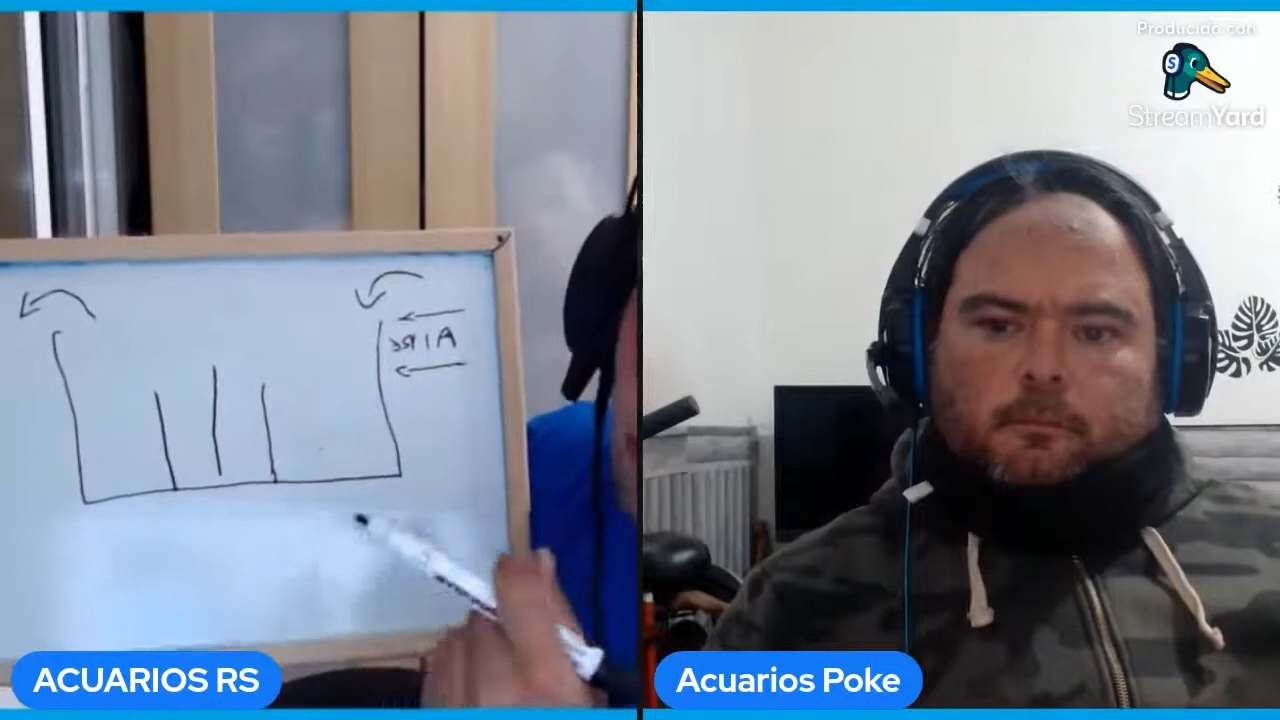 Producido con
StreamYard
AIRE
ACUARIOS RS
Acuarios Poke